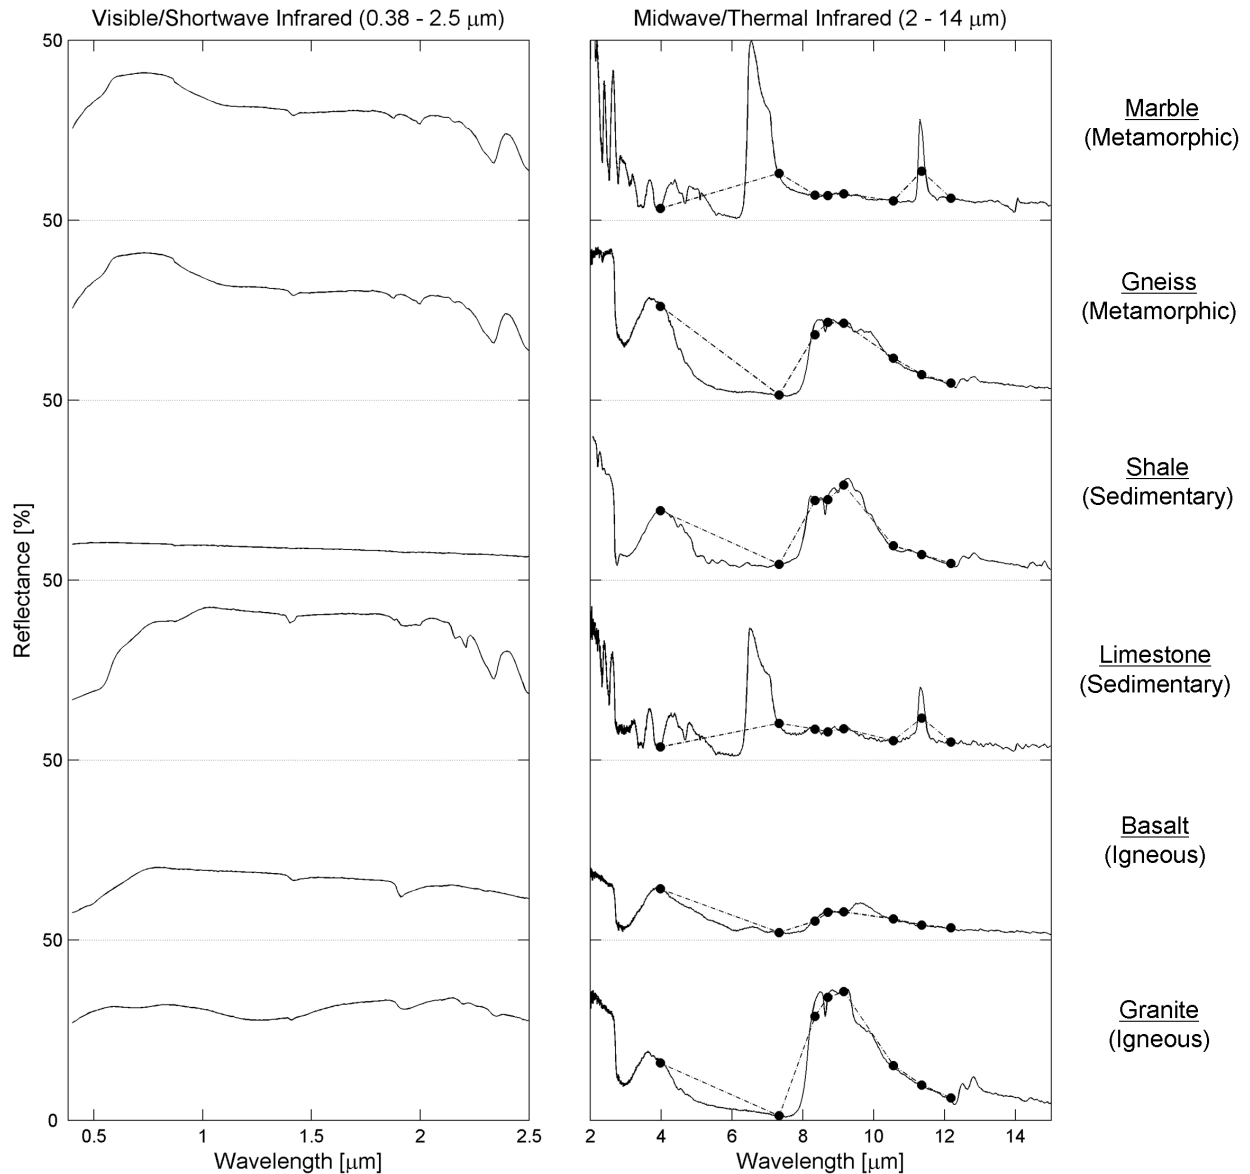 Visible/Shortwave Infrared (0.38 - 2.5 μm)
Midwave/Thermal Infrared (2 - 14 μm)
50
Marble
(Metamorphic)
50
Gneiss
(Metamorphic)
50
Shale
(Sedimentary)
Reflectance [%]
50
Limestone
(Sedimentary)
50
Basalt
(Igneous)
50
Granite
(Igneous)
0
0.5 1 1.5 2 2.5
2 4 6 8 10 12 14
Wavelength [μm]
Wavelength [μm]